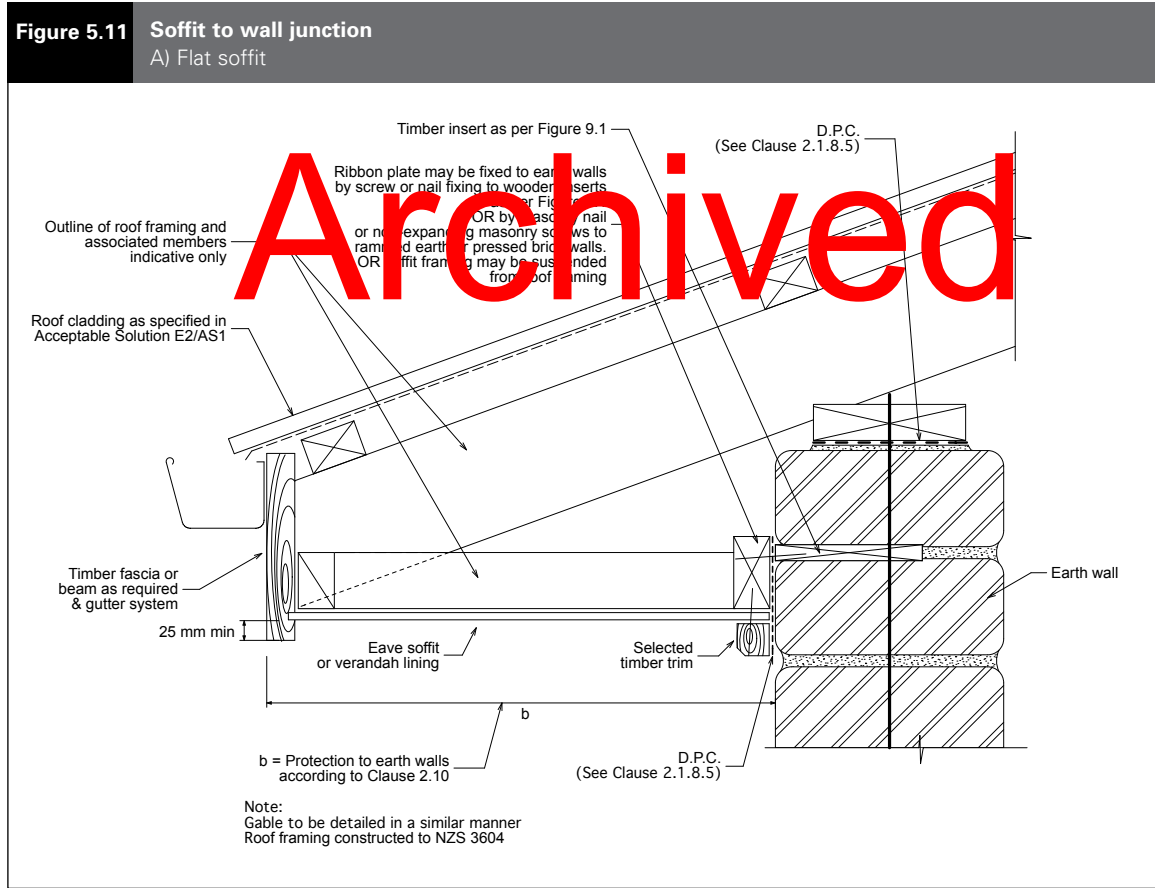 Figure 5.11
Soffit to wall junction
A) Flat soffit
Timber insert as per Figure 9.1
D.P.C.
(See Clause 2.1.8.5)
Ribbon plate may be fixed to earth walls
by screw or nail fixing to wooden inserts
OR by masonry nail
or non-expanding masonry screws to
rammed earth or pressed brick walls.
OR soffit framing may be suspended
from roof framing
Archived
Outline of roof framing and
associated members
indicative only
Roof cladding as specified in
Acceptable Solution E2/AS1
Timber fascia or
beam as required
& gutter system
25 mm min
Eave soffit
or verandah lining
Selected
timber trim
Earth wall
b
b = Protection to earth walls
according to Clause 2.10
D.P.C.
(See Clause 2.1.8.5)
Note:
Gable to be detailed in a similar manner
Roof framing constructed to NZS 3604